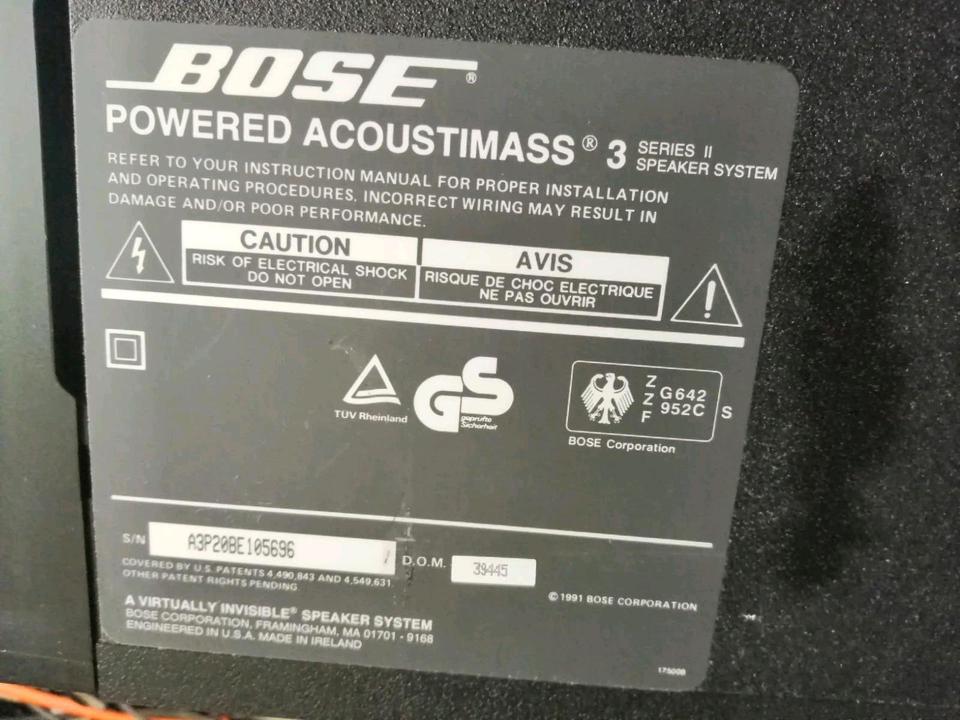 BOSE®
POWERED ACOUSTIMASS® 3 SERIES II SPEAKER SYSTEM
REFER TO YOUR INSTRUCTION MANUAL FOR PROPER INSTALLATION
AND OPERATING PROCEDURES, INCORRECT WIRING MAY RESULT IN
DAMAGE AND/OR POOR PERFORMANCE.
CAUTION
RISK OF ELECTRICAL SHOCK
DO NOT OPEN
AVIS
RISQUE DE CHOC ELECTRIQUE
NE PAS OUVRIR
TÜV Rheinland
GS
geprüfte
Sicherheit
ZZF
G642
952C
S
BOSE Corporation
S/N A3P20BE105696
D.O.M. 39445
COVERED BY U.S. PATENTS 4,490,843 AND 4,549,631
OTHER PATENT RIGHTS PENDING
© 1991 BOSE CORPORATION
A VIRTUALLY INVISIBLE® SPEAKER SYSTEM
BOSE CORPORATION, FRAMINGHAM, MA 01701 - 9168
ENGINEERED IN U.S.A. MADE IN IRELAND
175008